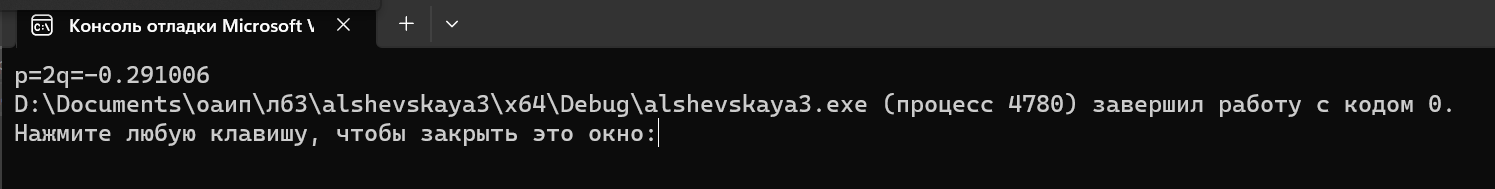 Консоль отладки Microsoft V
p=2q=-0.291006
D:\Documents\оаип\лб3\alshevskaya3\x64\Debug\alshevskaya3.exe (процесс 4780) завершил работу с кодом 0.
Нажмите любую клавишу, чтобы закрыть это окно: